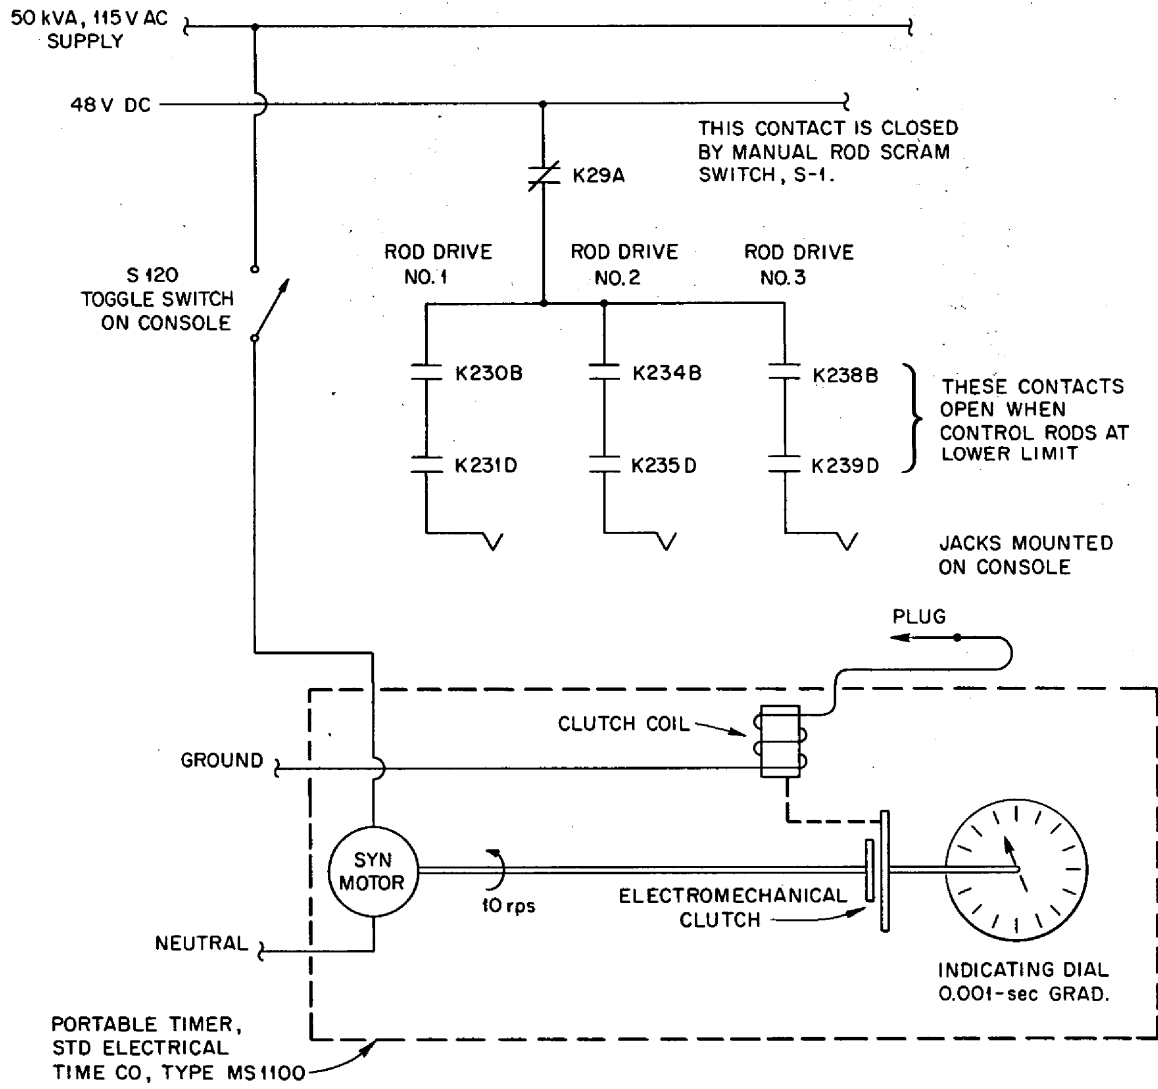 50 kVA, 115 V AC
SUPPLY
48 V DC
THIS CONTACT IS CLOSED
BY MANUAL ROD SCRAM
SWITCH, S-1.
K29A
ROD DRIVE
NO. 1
ROD DRIVE
NO. 2
ROD DRIVE
NO. 3
S 120
TOGGLE SWITCH
ON CONSOLE
K230B
K234B
K238B
K231D
K235D
K239D
THESE CONTACTS
OPEN WHEN
CONTROL RODS AT
LOWER LIMIT
JACKS MOUNTED
ON CONSOLE
PLUG
CLUTCH COIL
GROUND
SYN
MOTOR
10 rps
ELECTROMECHANICAL
CLUTCH
NEUTRAL
INDICATING DIAL
0.001-sec GRAD.
PORTABLE TIMER,
STD ELECTRICAL
TIME CO, TYPE MS1100